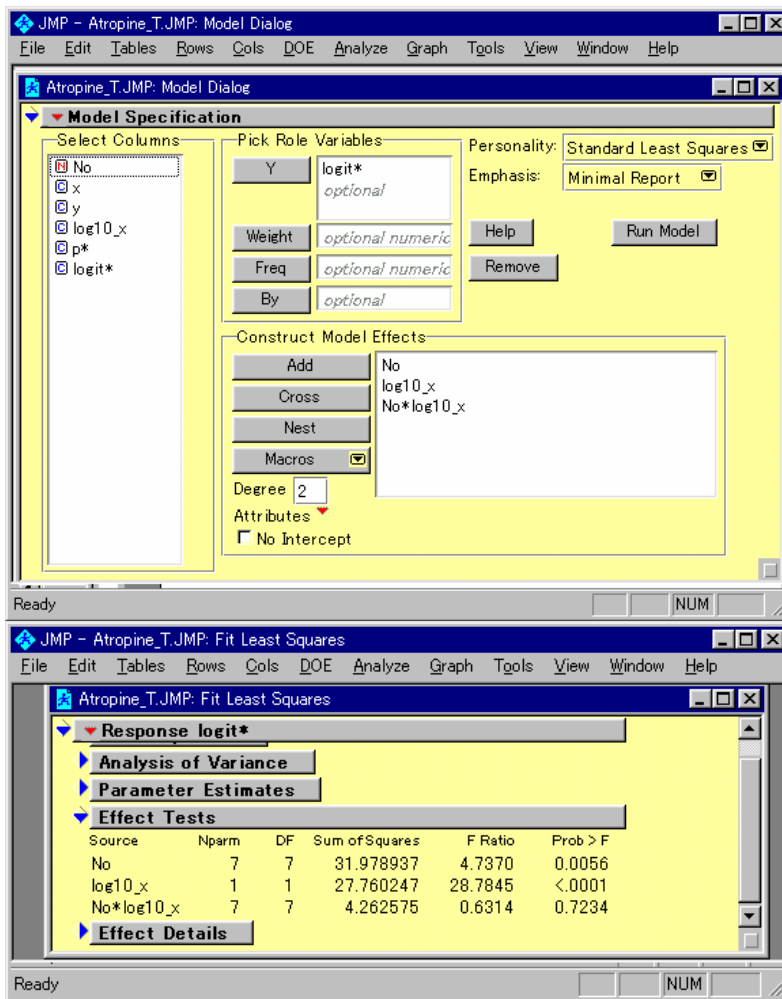 JMP - Atropine_T.JMP: Model Dialog
File Edit Tables Rows Cols DOE Analyze Graph Tools View Window Help
Atropine_T.JMP: Model Dialog
Model Specification
Select Columns
N No
C x
C y
C log10_x
C p*
C logit*
Pick Role Variables
Y logit*
optional
Weight optional numeric
Freq optional numeric
By optional
Personality: Standard Least Squares
Emphasis: Minimal Report
Help Run Model
Remove
Construct Model Effects
Add
Cross
Nest
Macros
No
log10_x
No*log10_x
Degree 2
Attributes
No Intercept
Ready NUM
JMP - Atropine_T.JMP: Fit Least Squares
File Edit Tables Rows Cols DOE Analyze Graph Tools View Window Help
Atropine_T.JMP: Fit Least Squares
Response logit*
Analysis of Variance
Parameter Estimates
Effect Tests
Source Nparm DF Sum of Squares F Ratio Prob > F
No 7 7 31.978937 4.7370 0.0056
log10_x 1 1 27.760247 28.7845 <.0001
No*log10_x 7 7 4.262575 0.6314 0.7234
Effect Details
Ready NUM